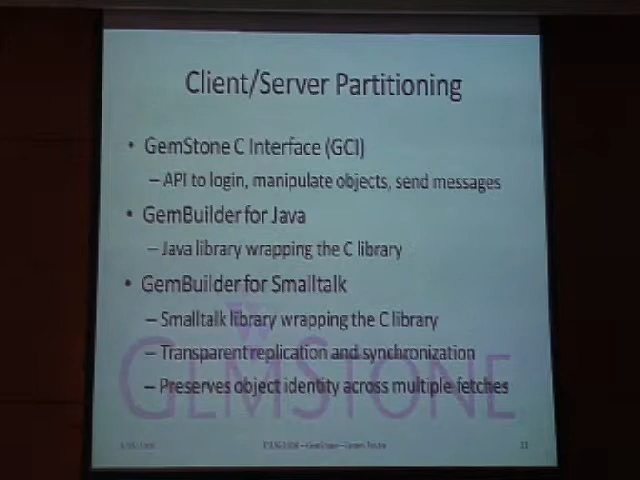 Client/Server Partitioning
• GemStone C Interface (GCI)
– API to login, manipulate objects, send messages
• GemBuilder for Java
– Java library wrapping the C library
• GemBuilder for Smalltalk
– Smalltalk library wrapping the C library
– Transparent replication and synchronization
– Preserves object identity across multiple fetches
GEMSTONE